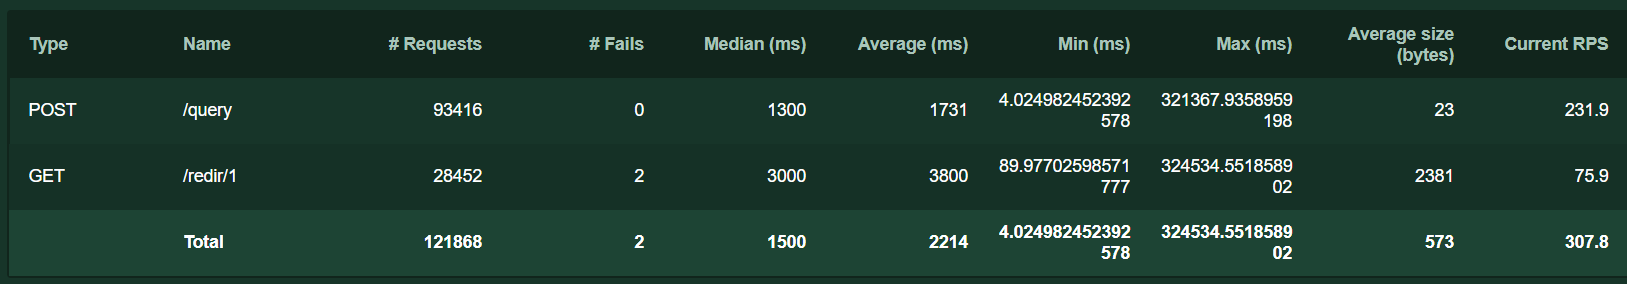 Type Name # Requests # Fails Median (ms) Average (ms) Min (ms) Max (ms) Average size (bytes) Current RPS
POST /query 93416 0 1300 1731 4.024982452392578 321367.9358959198 23 231.9
GET /redir/1 28452 2 3000 3800 89.97702598571777 324534.551858902 2381 75.9
Total 121868 2 1500 2214 4.024982452392578 324534.551858902 573 307.8